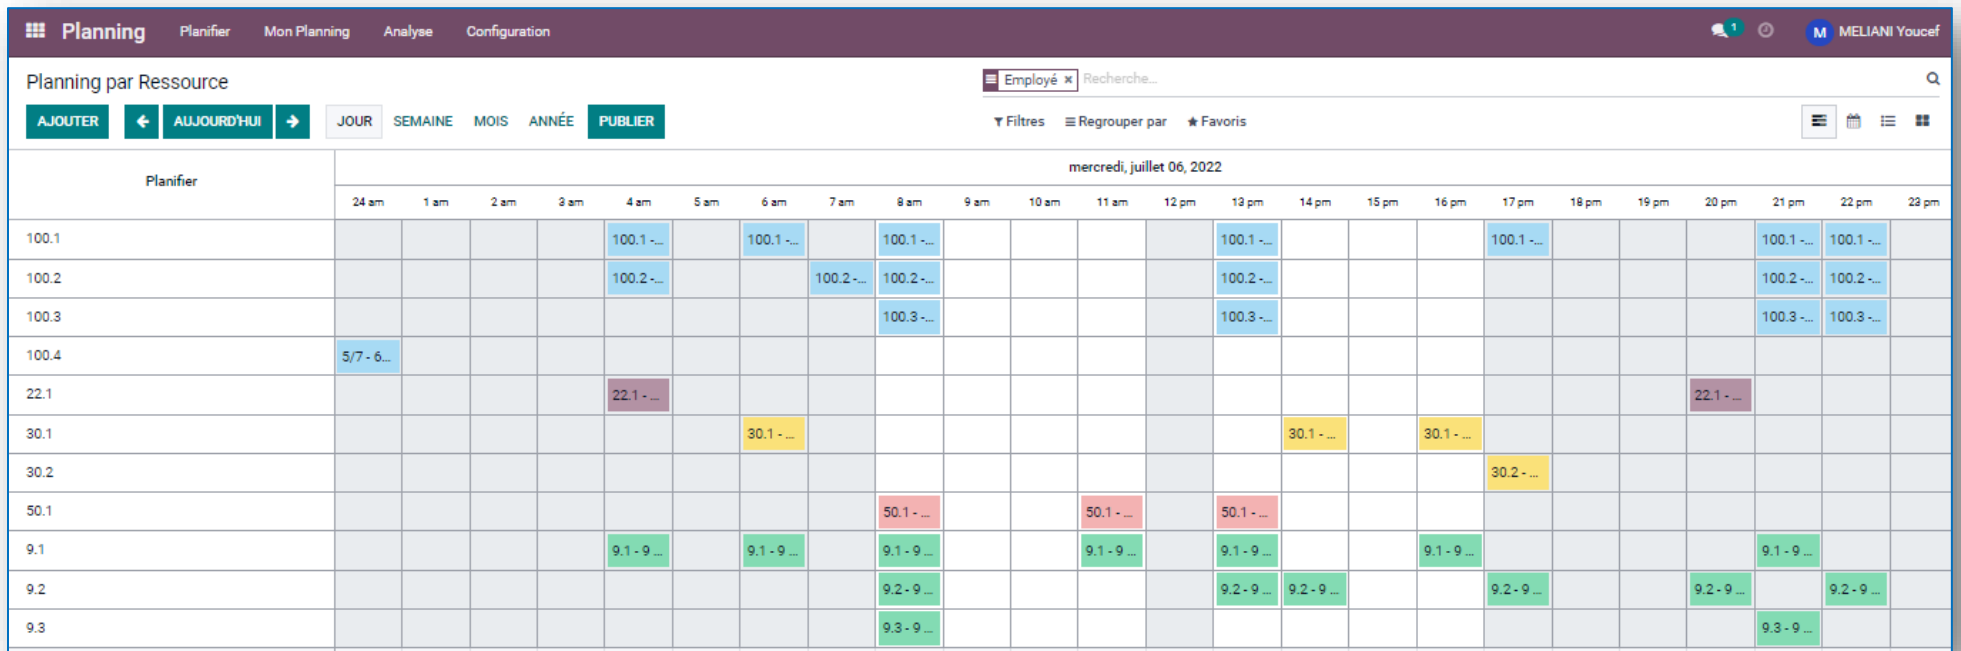 Planning Planifier Mon Planning Analyse Configuration 1 M MELIANI Youcef
Planning par Ressource Employé × Recherche...
AJOUTER AUJOURD'HUI JOUR SEMAINE MOIS ANNÉE PUBLIER Filtres Regrouper par Favoris
Planifier mercredi, juillet 06, 2022
24 am 1 am 2 am 3 am 4 am 5 am 6 am 7 am 8 am 9 am 10 am 11 am 12 pm 13 pm 14 pm 15 pm 16 pm 17 pm 18 pm 19 pm 20 pm 21 pm 22 pm 23 pm
100.1 100.1 -... 100.1 -... 100.1 -... 100.1 -... 100.1 -... 100.1 -... 100.1 -...
100.2 100.2 -... 100.2 -... 100.2 -... 100.2 -... 100.2 -... 100.2 -...
100.3 100.3 -... 100.3 -... 100.3 -... 100.3 -...
100.4 5/7 - 6...
22.1 22.1 - ... 22.1 - ...
30.1 30.1 - ... 30.1 - ... 30.1 - ...
30.2 30.2 - ...
50.1 50.1 - ... 50.1 - ... 50.1 - ...
9.1 9.1 - 9 ... 9.1 - 9 ... 9.1 - 9 ... 9.1 - 9 ... 9.1 - 9 ... 9.1 - 9 ... 9.1 - 9 ...
9.2 9.2 - 9 ... 9.2 - 9 ... 9.2 - 9 ... 9.2 - 9 ... 9.2 - 9 ... 9.2 - 9 ...
9.3 9.3 - 9 ... 9.3 - 9 ...